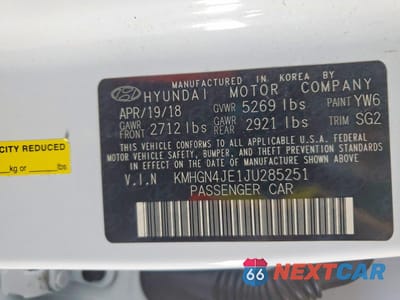 MANUFACTURED IN KOREA BY
HYUNDAI MOTOR COMPANY
APR/19/18 GVWR 5269 lbs PAINT YW6
GAWR FRONT 2712 lbs GAWR REAR 2921 lbs TRIM SG2
THIS VEHICLE CONFORMS TO ALL APPLICABLE U.S.A FEDERAL
MOTOR VEHICLE SAFETY, BUMPER, AND THEFT PREVENTION STANDARDS
IN EFFECT ON THE DATE OF MANUFACTURE SHOWN ABOVE.
V.I.N KMHGN4JE1JU285251
PASSENGER CAR
CITY REDUCED
kg or lbs
66 NEXTCAR